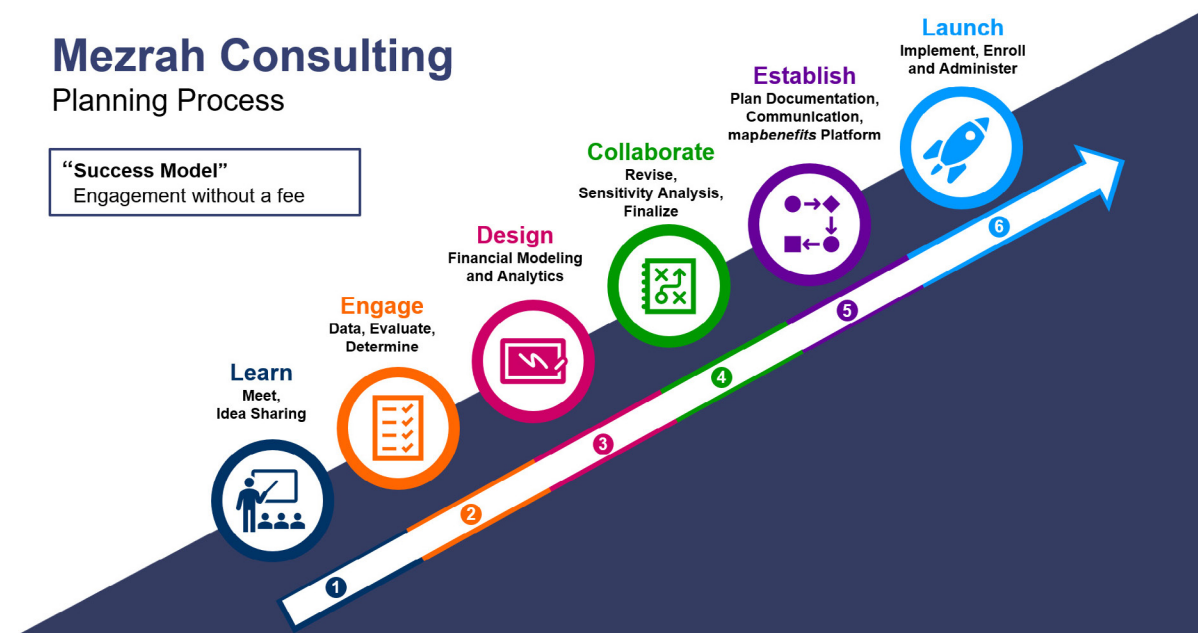 Mezrah Consulting
Planning Process
“Success Model”
Engagement without a fee
Learn
Meet,
Idea Sharing
1
Engage
Data, Evaluate,
Determine
2
Design
Financial Modeling
and Analytics
3
Collaborate
Revise,
Sensitivity Analysis,
Finalize
4
Establish
Plan Documentation,
Communication,
mapbenefits Platform
5
Launch
Implement, Enroll
and Administer
6